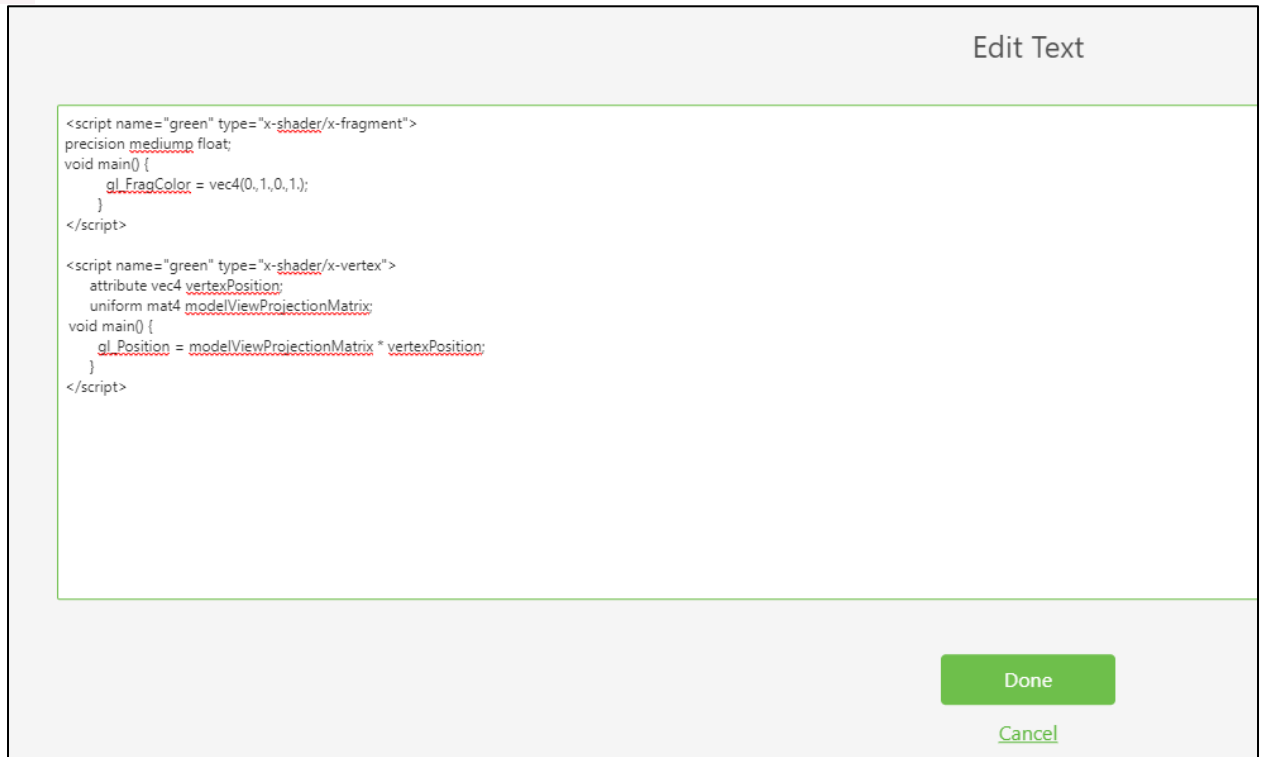 Edit Text
<script name="green" type="x-shader/x-fragment">
precision mediump float;
void main() {
gl_FragColor = vec4(0.,1.,0.,1.);
}
</script>
<script name="green" type="x-shader/x-vertex">
attribute vec4 vertexPosition;
uniform mat4 modelViewProjectionMatrix;
void main() {
gl_Position = modelViewProjectionMatrix * vertexPosition;
}
</script>
Done
Cancel